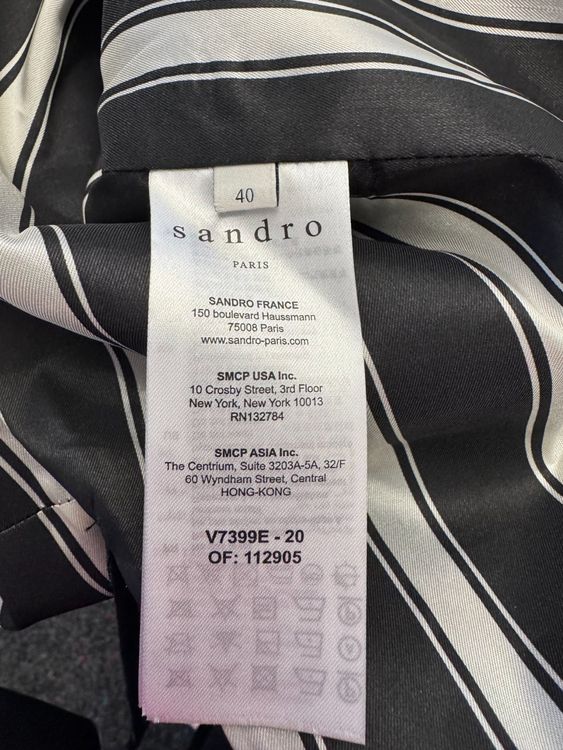 40
sandro
PARIS
SANDRO FRANCE
150 boulevard Haussmann
75008 Paris
www.sandro-paris.com
SMCP USA Inc.
10 Crosby Street, 3rd Floor
New York, New York 10013
RN132784
SMCP ASIA Inc.
The Centrium, Suite 3203A-5A, 32/F
60 Wyndham Street, Central
HONG-KONG
V7399E - 20
OF: 112905